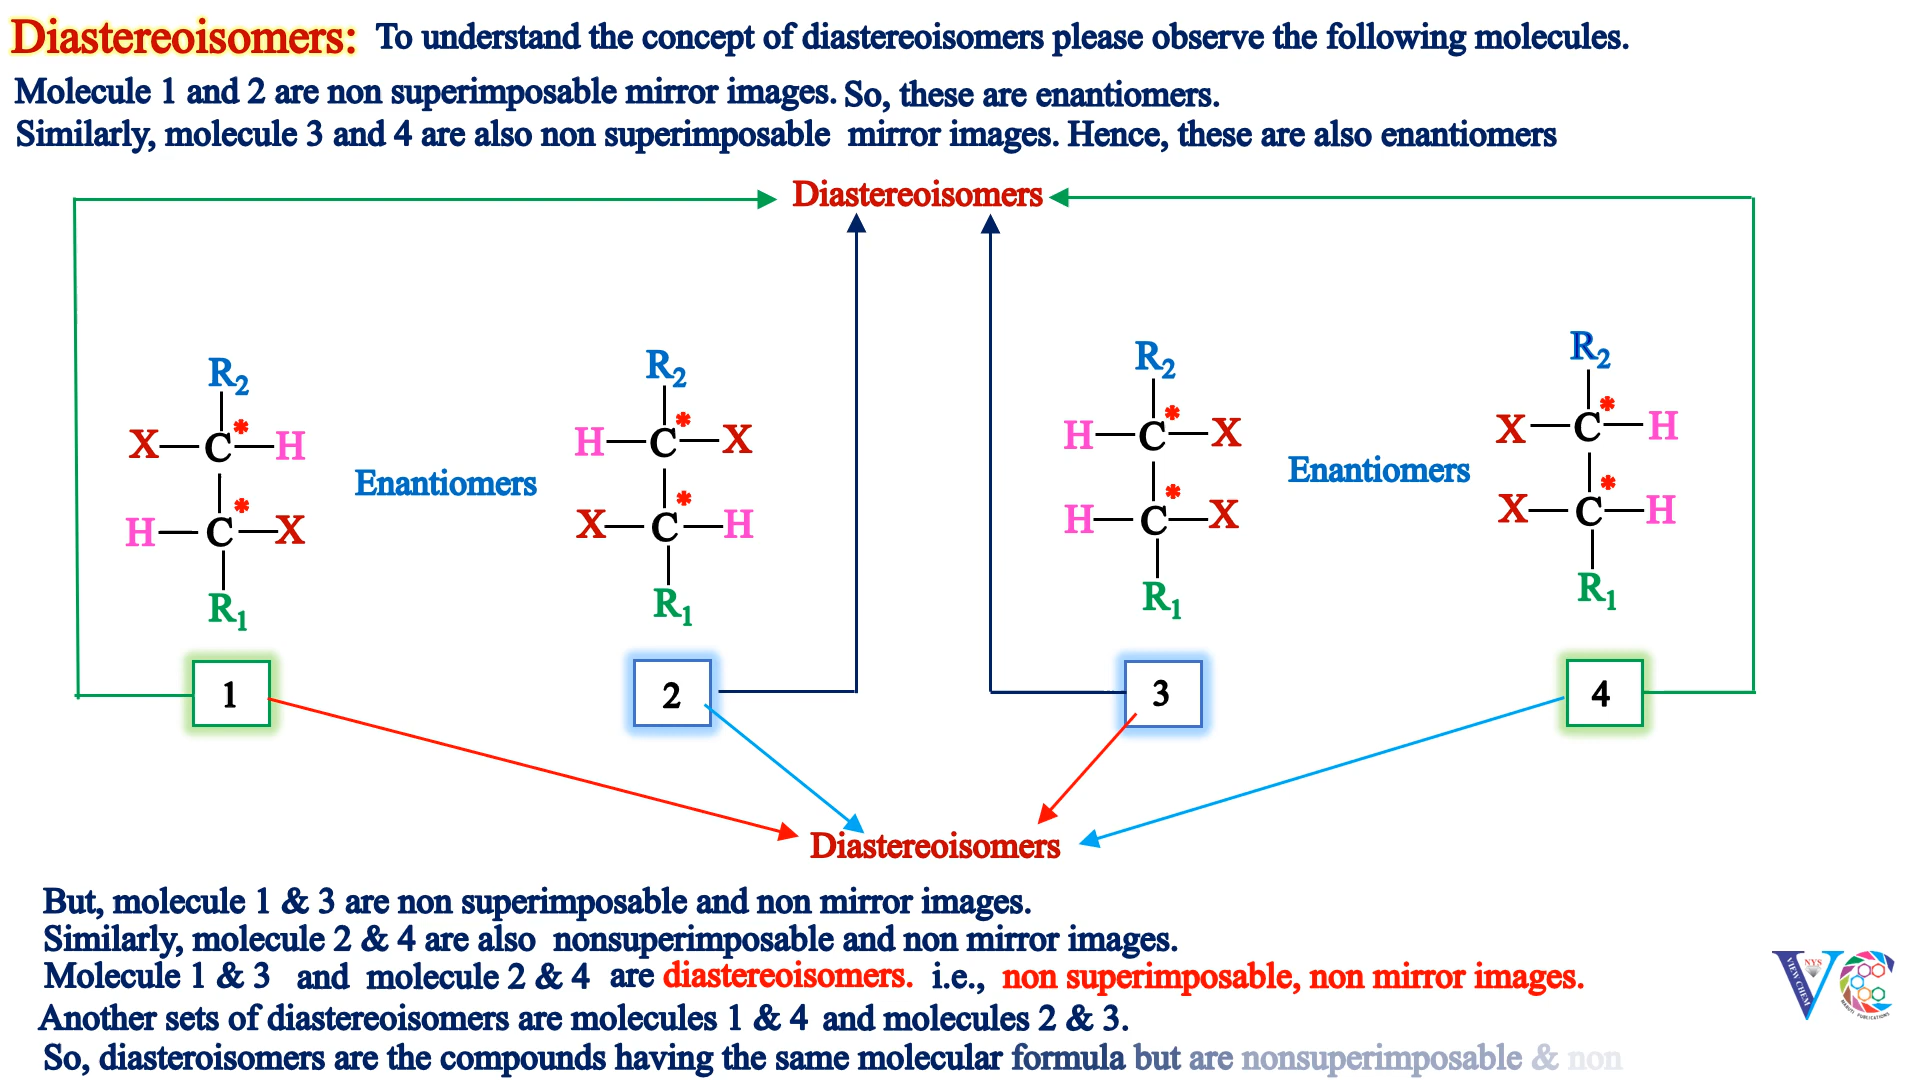 Diastereoisomers: To understand the concept of diastereoisomers please observe the following molecules.
Molecule 1 and 2 are non superimposable mirror images. So, these are enantiomers.
Similarly, molecule 3 and 4 are also non superimposable mirror images. Hence, these are also enantiomers
Diastereoisomers
R₂ R₂ R₂ R₂
X—C*—H H—C*—X H—C*—X X—C*—H
Enantiomers Enantiomers
H—C*—X X—C*—H H—C*—X X—C*—H
R₁ R₁ R₁ R₁
1 2 3 4
Diastereoisomers
But, molecule 1 & 3 are non superimposable and non mirror images.
Similarly, molecule 2 & 4 are also nonsuperimposable and non mirror images.
Molecule 1 & 3 and molecule 2 & 4 are diastereoisomers. i.e., non superimposable, non mirror images.
Another sets of diastereoisomers are molecules 1 & 4 and molecules 2 & 3.
So, diasteroisomers are the compounds having the same molecular formula but are nonsuperimposable & non
VIEW CHEM
NYS
PUBLICATIONS